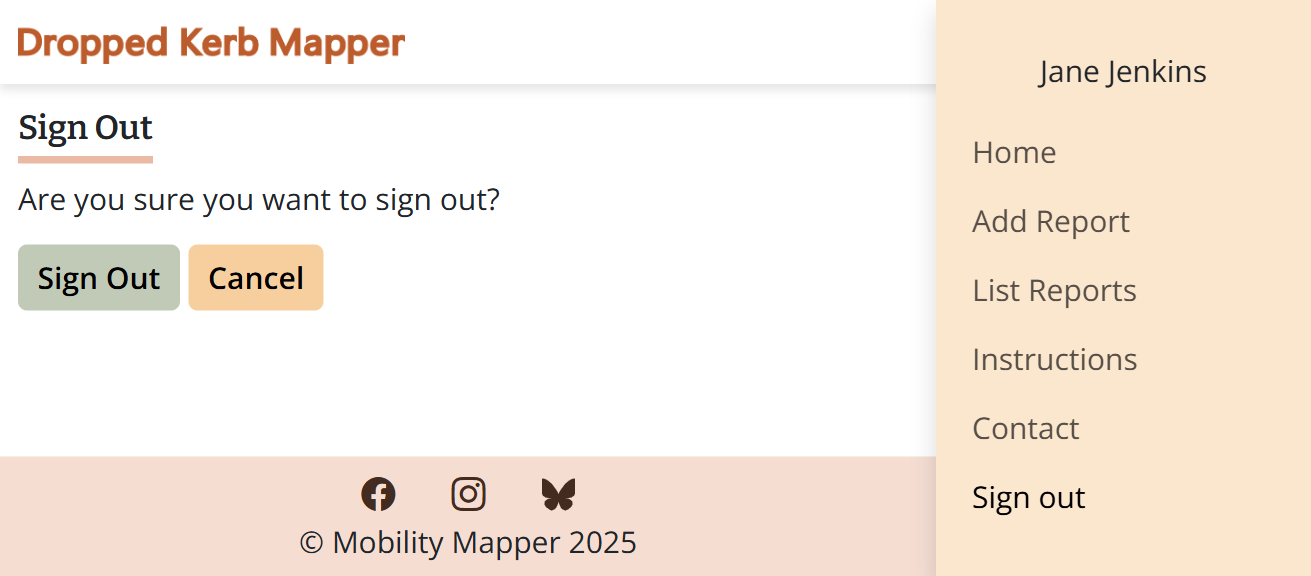 Dropped Kerb Mapper
Sign Out
Are you sure you want to sign out?
Sign Out
Cancel
© Mobility Mapper 2025
Jane Jenkins
Home
Add Report
List Reports
Instructions
Contact
Sign out